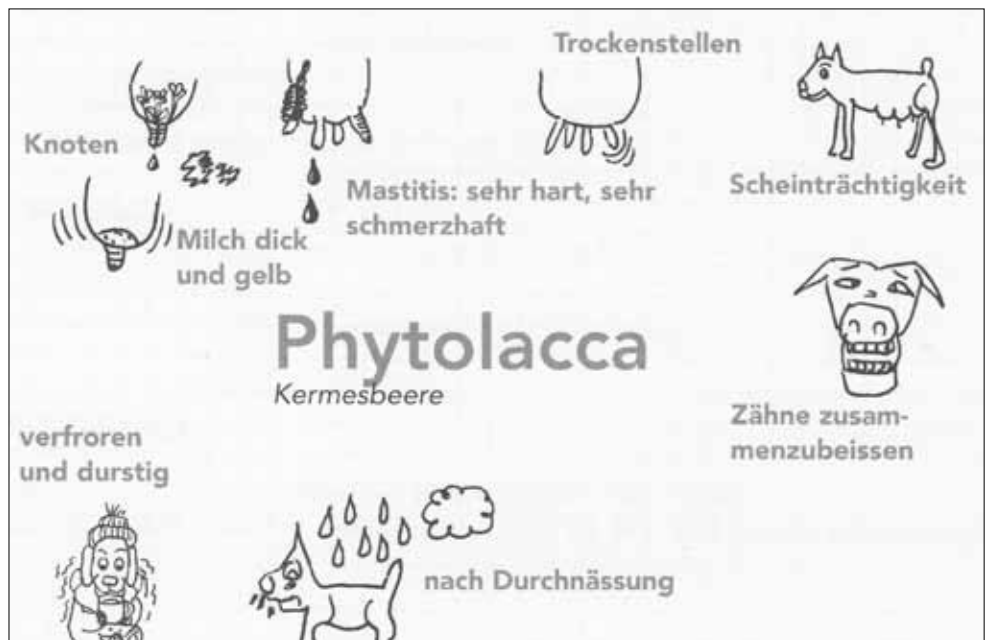 Trockenstellen
Knoten
Scheinträchtigkeit
Mastitis: sehr hart, sehr
schmerzhaft
Milch dick
und gelb
Phytolacca
Kermesbeere
Zähne zusam-
menzubeissen
verfroren
und durstig
nach Durchnässung